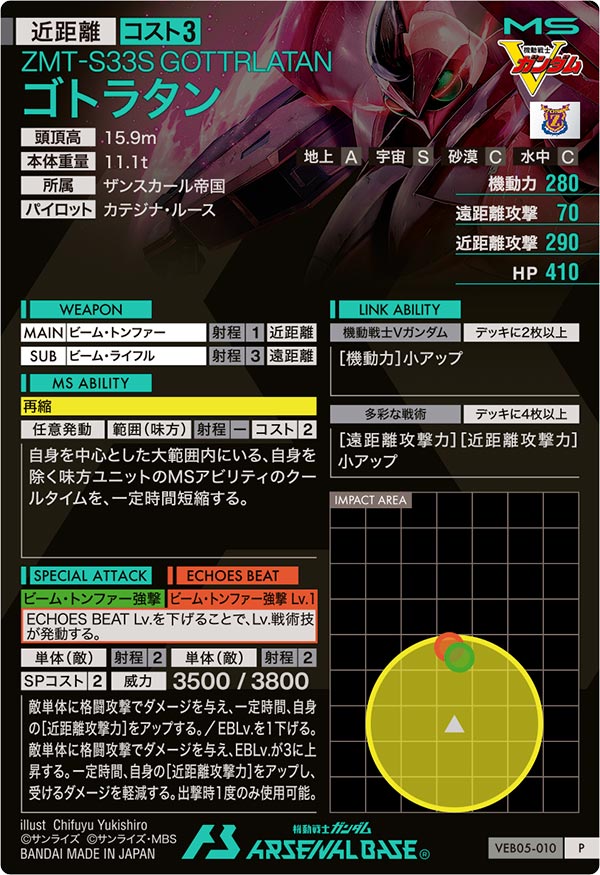 近距離 コスト3
MS
ZMT-S33S GOTTRLATAN
ゴトラタン
機動戦士
Vガンダム
頭頂高 15.9m
本体重量 11.1t
所属 ザンスカール帝国
パイロット カテジナ・ルース
地上 A 宇宙 S 砂漠 C 水中 C
機動力 280
遠距離攻撃 70
近距離攻撃 290
HP 410
WEAPON
MAIN ビーム・トンファー 射程 1 近距離
SUB ビーム・ライフル 射程 3 遠距離
MS ABILITY
再縮
任意発動 範囲(味方) 射程 ー コスト 2
自身を中心とした大範囲内にいる、自身を
除く味方ユニットのMSアビリティのクー
ルタイムを、一定時間短縮する。
LINK ABILITY
機動戦士Vガンダム デッキに2枚以上
[機動力]小アップ
多彩な戦術 デッキに4枚以上
[遠距離攻撃力][近距離攻撃力]
小アップ
IMPACT AREA
SPECIAL ATTACK ECHOES BEAT
ビーム・トンファー強撃 ビーム・トンファー強撃 Lv.1
ECHOES BEAT Lv.を下げることで、Lv.戦術技
が発動する。
単体(敵) 射程 2 単体(敵) 射程 2
SPコスト 2 威力 3500 / 3800
敵単体に格闘攻撃でダメージを与え、一定時間、自身
の[近距離攻撃力]をアップする。/EBLv.を1下げる。
敵単体に格闘攻撃でダメージを与え、EBLv.が3に上
昇する。一定時間、自身の[近距離攻撃力]をアップし、
受けるダメージを軽減する。出撃時1度のみ使用可能。
illust Chifuyu Yukishiro
©サンライズ ©サンライズ・MBS
BANDAI MADE IN JAPAN
機動戦士ガンダム
ARSENAL BASE®
VEB05-010 P